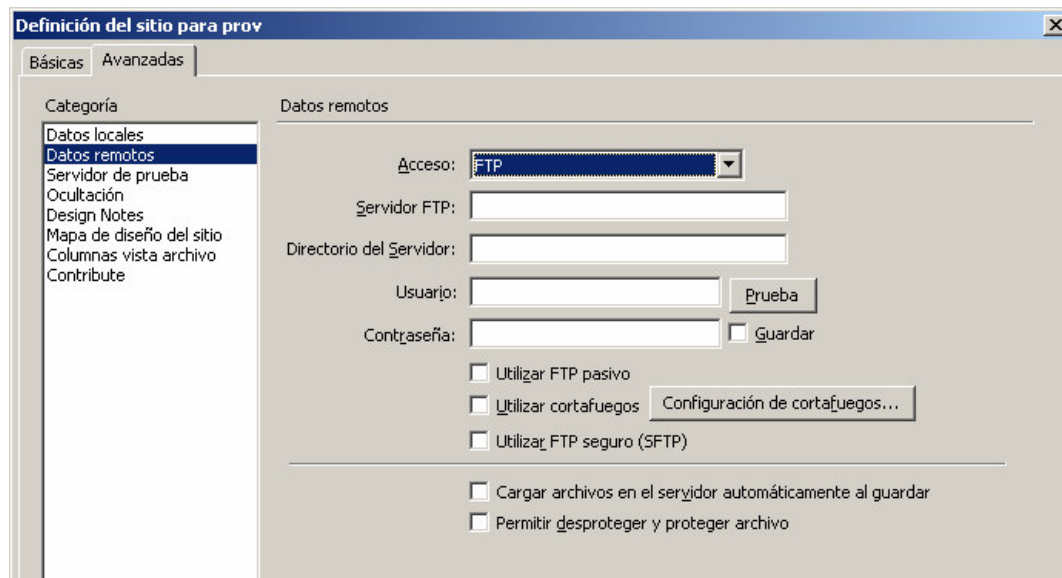 Definición del sitio para prov
Básicas Avanzadas
Categoría
Datos locales
Datos remotos
Servidor de prueba
Ocultación
Design Notes
Mapa de diseño del sitio
Columnas vista archivo
Contribute
Datos remotos
Acceso: FTP
Servidor FTP:
Directorio del Servidor:
Usuario: Prueba
Contraseña: Guardar
Utilizar FTP pasivo
Utilizar cortafuegos Configuración de cortafuegos...
Utilizar FTP seguro (SFTP)
Cargar archivos en el servidor automáticamente al guardar
Permitir desproteger y proteger archivo